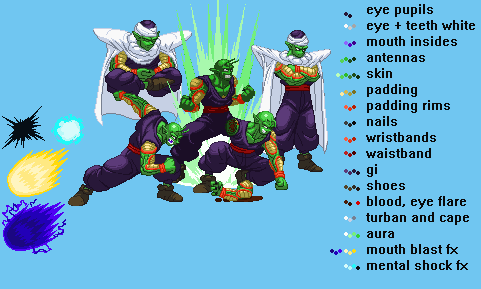 eye pupils
eye + teeth white
mouth insides
antennas
skin
padding
padding rims
nails
wristbands
waistband
gi
shoes
blood, eye flare
turban and cape
aura
mouth blast fx
mental shock fx